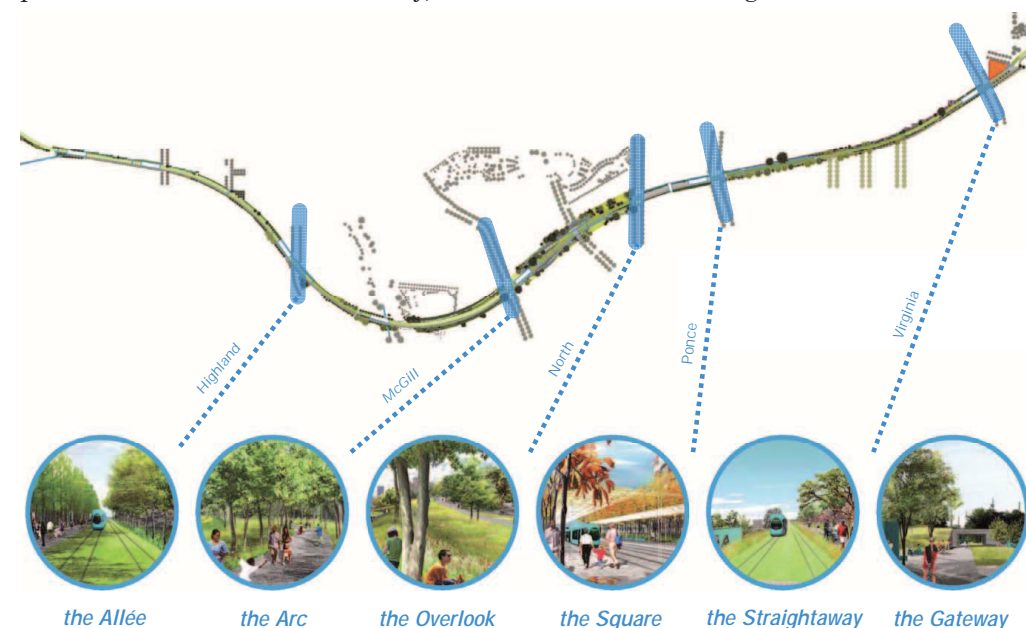 Highland
McGill
North
Ponce
Virginia
the Allée
the Arc
the Overlook
the Square
the Straightaway
the Gateway